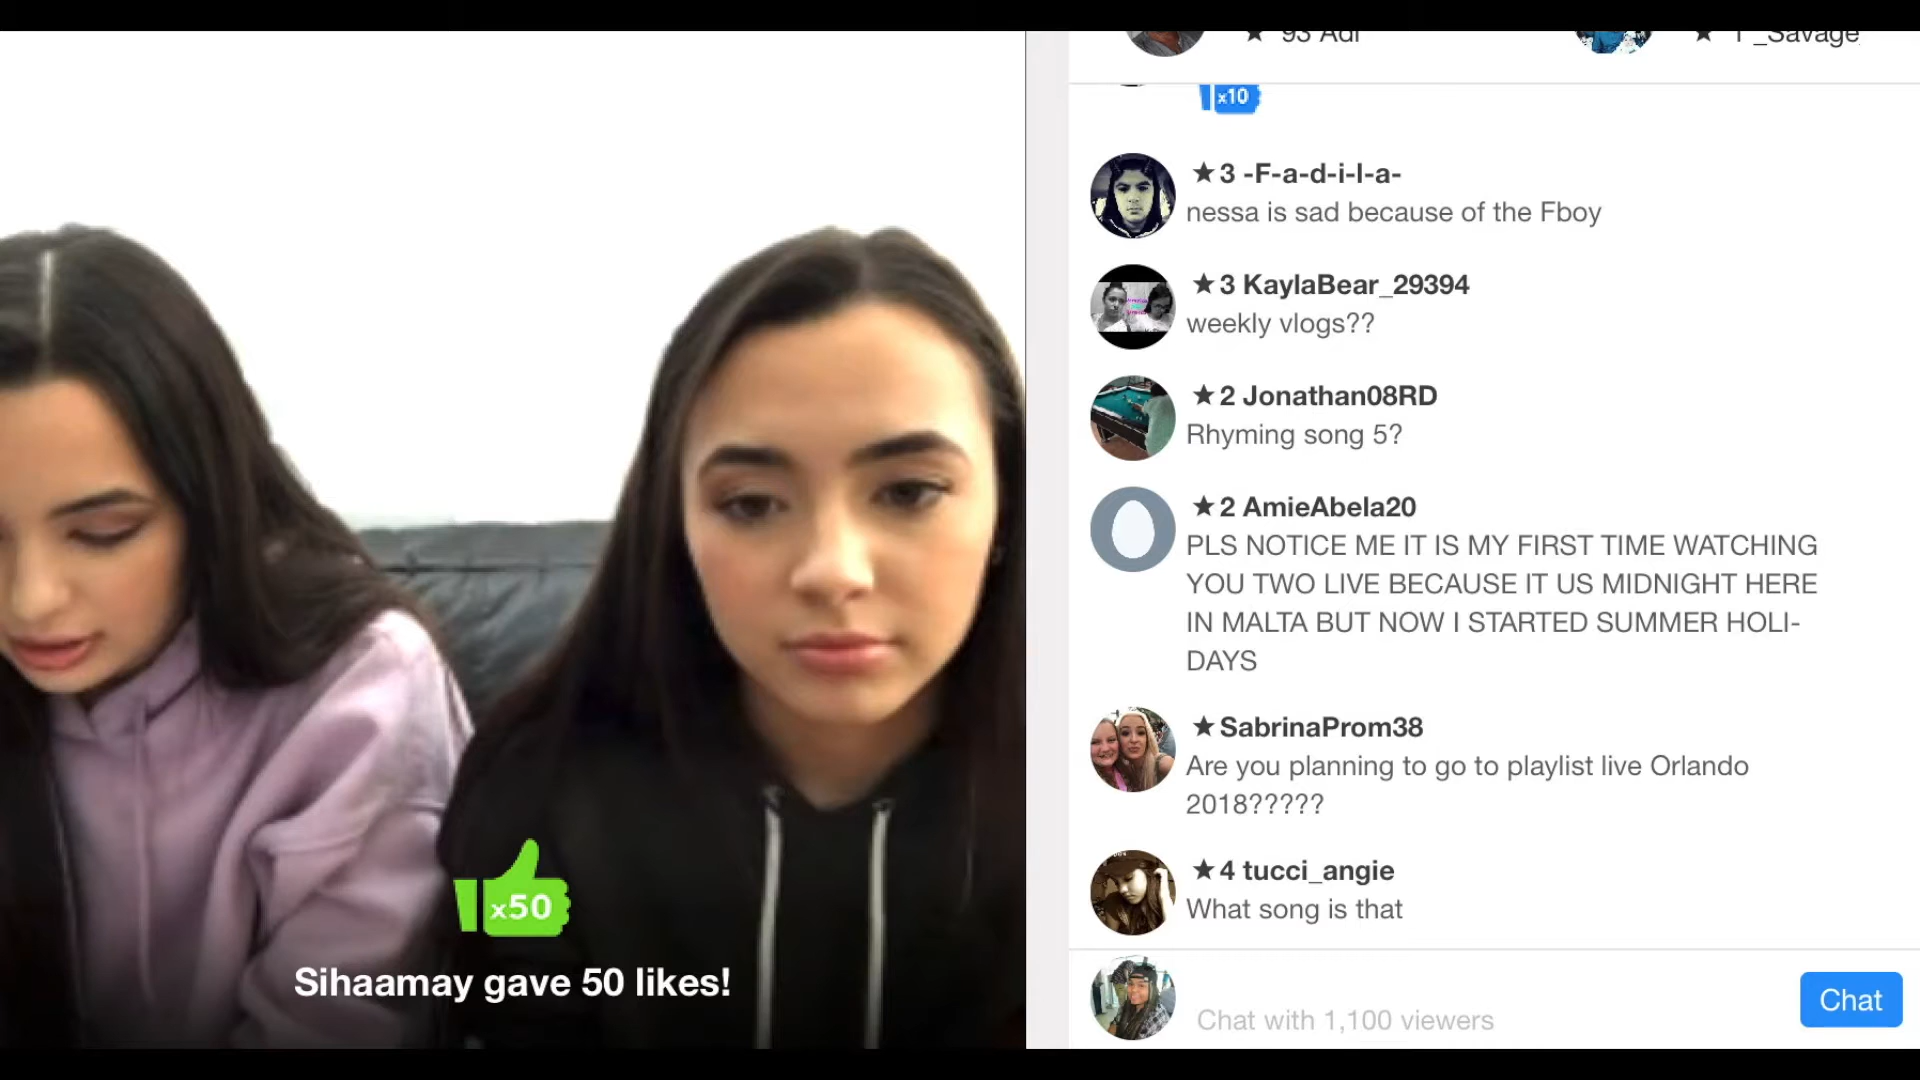 93 Adi
_Savage
x10
★3 -F-a-d-i-l-a-
nessa is sad because of the Fboy
★3 KaylaBear_29394
weekly vlogs??
★2 Jonathan08RD
Rhyming song 5?
★2 AmieAbela20
PLS NOTICE ME IT IS MY FIRST TIME WATCHING
YOU TWO LIVE BECAUSE IT US MIDNIGHT HERE
IN MALTA BUT NOW I STARTED SUMMER HOLI-
DAYS
★SabrinaProm38
Are you planning to go to playlist live Orlando
2018?????
★4 tucci_angie
What song is that
x50
Sihaamay gave 50 likes!
Chat with 1,100 viewers
Chat